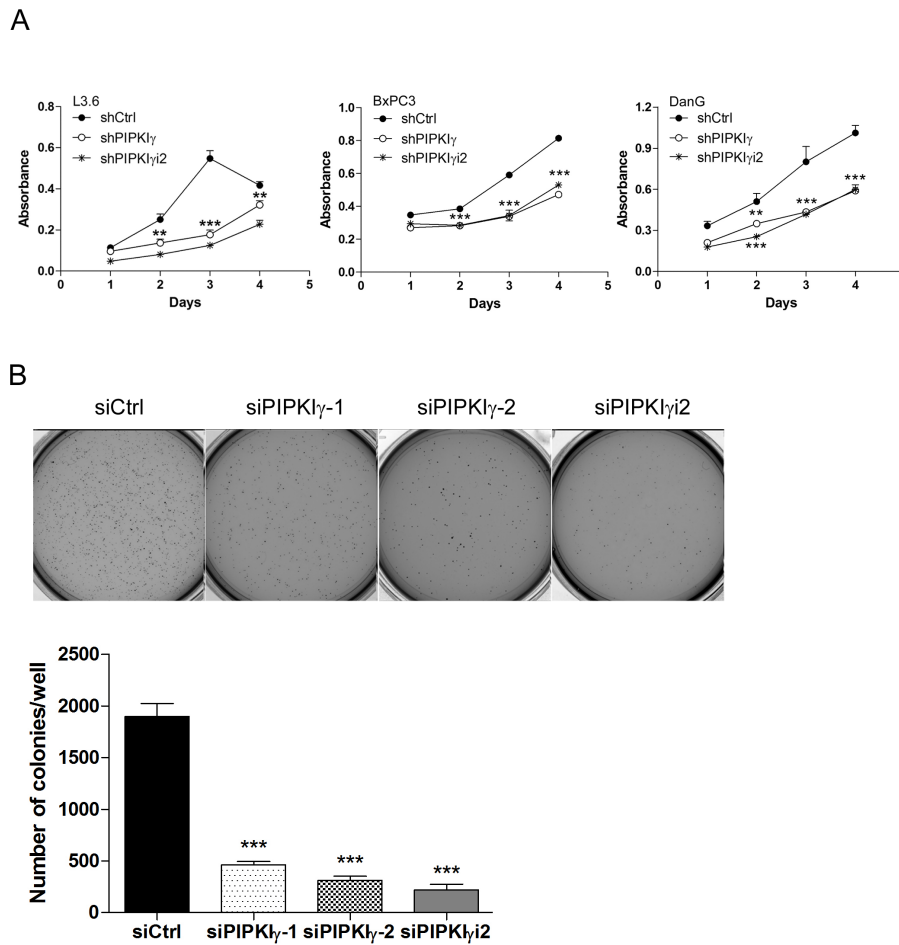 A
L3.6
shCtrl
shPIPKIγ
shPIPKIγi2
Absorbance
0.8
0.6
0.4
0.2
0.0
** *** **
0 1 2 3 4 5
Days
BxPC3
shCtrl
shPIPKIγ
shPIPKIγi2
Absorbance
1.0
0.8
0.6
0.4
0.2
0.0
*** *** ***
0 1 2 3 4 5
Days
DanG
shCtrl
shPIPKIγ
shPIPKIγi2
Absorbance
1.2
0.9
0.6
0.3
0.0
** *** ***
***
0 1 2 3 4
Days
B
siCtrl siPIPKIγ-1 siPIPKIγ-2 siPIPKIγi2
Number of colonies/well
2500
2000
1500
1000
500
0
*** *** ***
siCtrl siPIPKIγ-1 siPIPKIγ-2 siPIPKIγi2